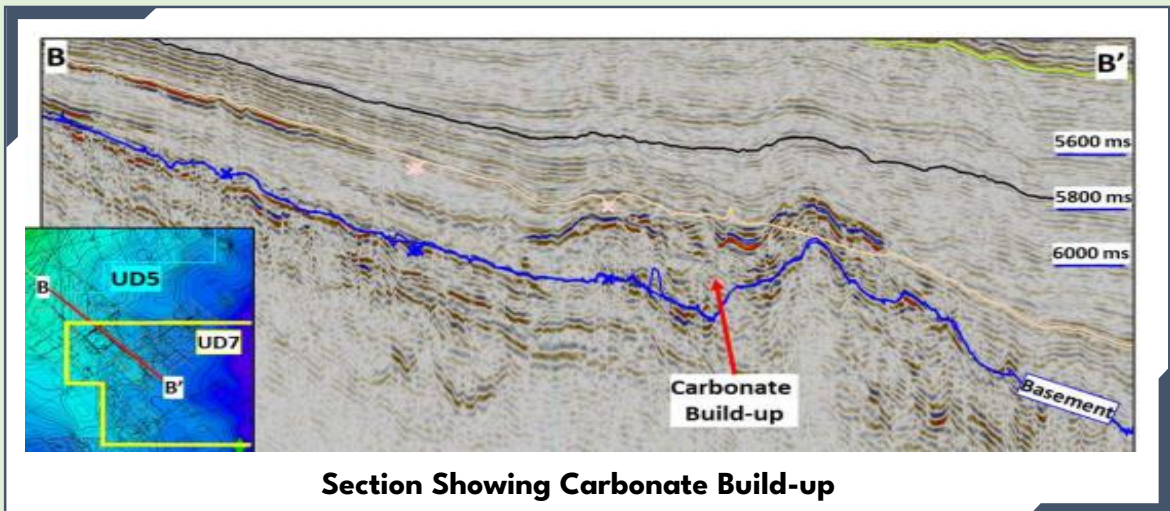 B
B'
5600 ms
5800 ms
6000 ms
UD5
B
UD7
B'
Carbonate
Build-up
Basement
Section Showing Carbonate Build-up